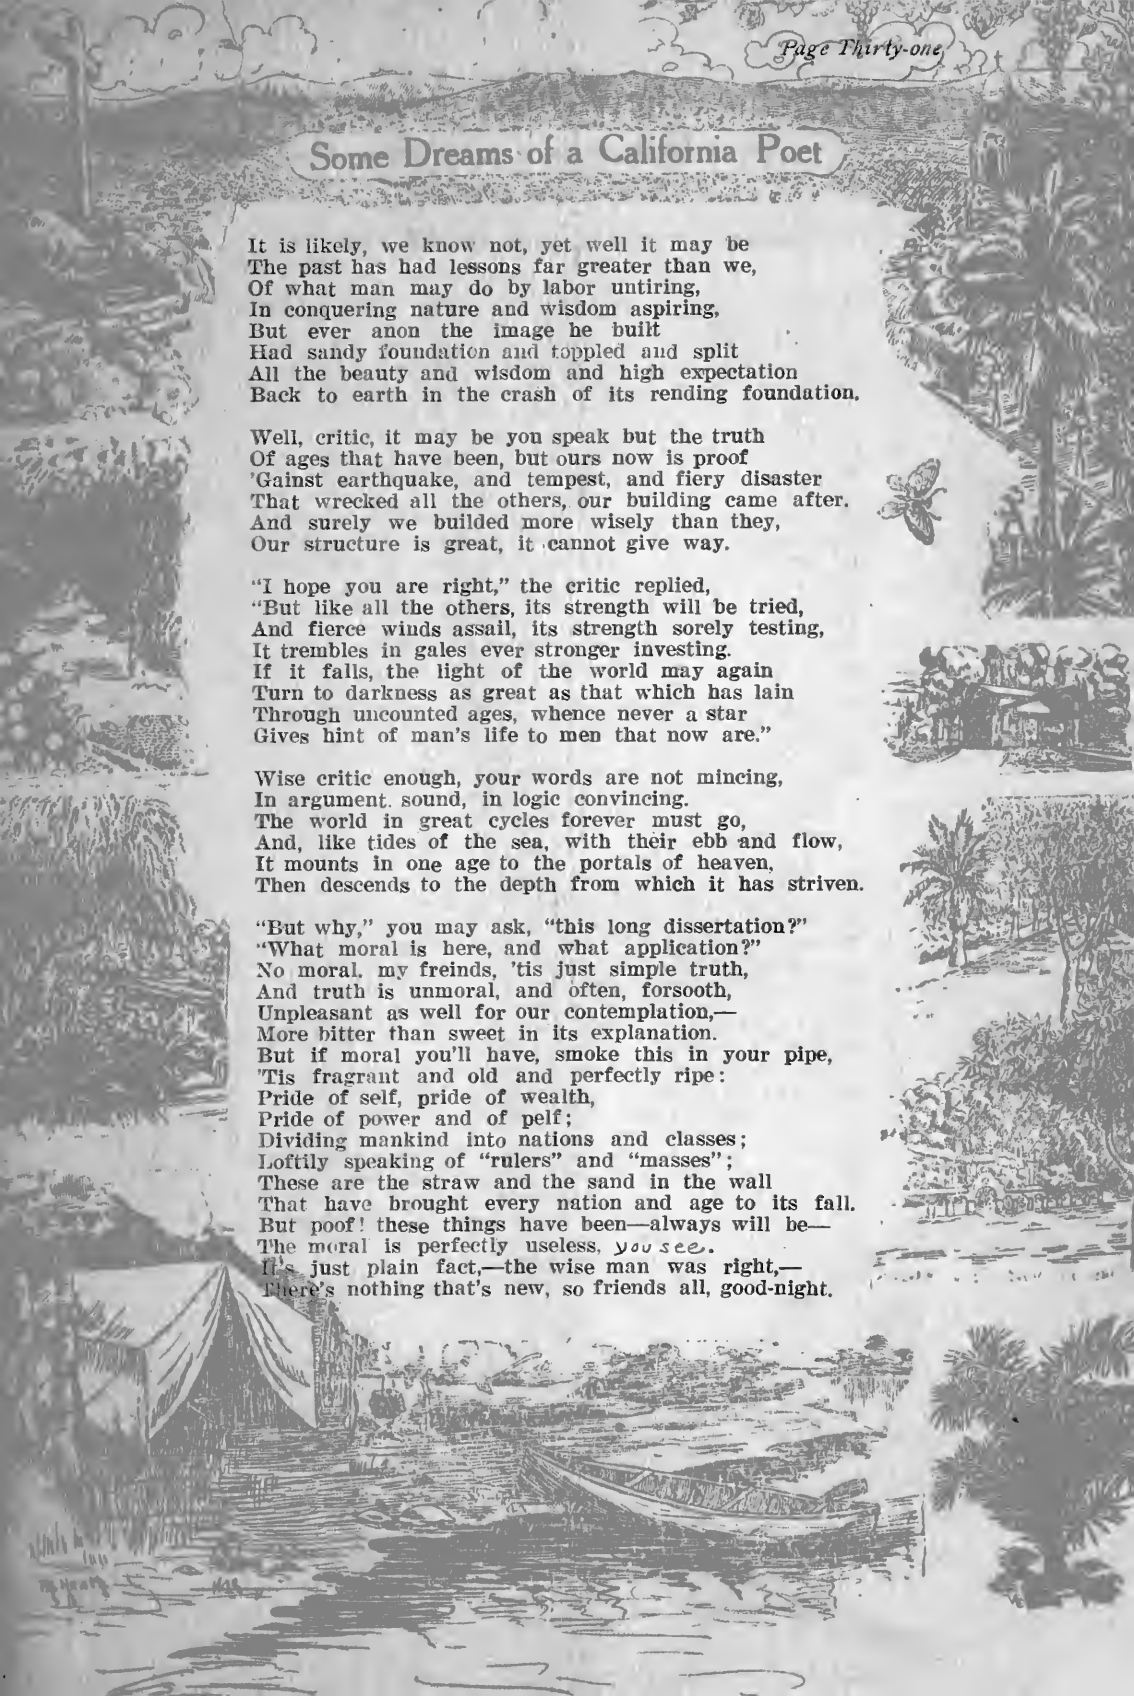 Page Thirty-one
Some Dreams of a California Poet
It is likely, we know not, yet well it may be
The past has had lessons far greater than we,
Of what man may do by labor untiring,
In conquering nature and wisdom aspiring,
But ever anon the image he built
Had sandy foundation and toppled and split
All the beauty and wisdom and high expectation
Back to earth in the crash of its rending foundation.
Well, critic, it may be you speak but the truth
Of ages that have been, but ours now is proof
'Gainst earthquake, and tempest, and fiery disaster
That wrecked all the others, our building came after.
And surely we builded more wisely than they,
Our structure is great, it cannot give way.
"I hope you are right," the critic replied,
"But like all the others, its strength will be tried,
And fierce winds assail, its strength sorely testing,
It trembles in gales ever stronger investing.
If it falls, the light of the world may again
Turn to darkness as great as that which has lain
Through uncounted ages, whence never a star
Gives hint of man's life to men that now are."
Wise critic enough, your words are not mincing,
In argument. sound, in logic convincing.
The world in great cycles forever must go,
And, like tides of the sea, with their ebb and flow,
It mounts in one age to the portals of heaven,
Then descends to the depth from which it has striven.
"But why," you may ask, "this long dissertation?"
"What moral is here, and what application?"
No moral. my freinds, 'tis just simple truth,
And truth is unmoral, and often, forsooth,
Unpleasant as well for our contemplation,—
More bitter than sweet in its explanation.
But if moral you'll have, smoke this in your pipe,
'Tis fragrant and old and perfectly ripe:
Pride of self, pride of wealth,
Pride of power and of pelf;
Dividing mankind into nations and classes;
Loftily speaking of "rulers" and "masses";
These are the straw and the sand in the wall
That have brought every nation and age to its fall.
But poof! these things have been—always will be—
The moral is perfectly useless, you see.
It's just plain fact,—the wise man was right,—
There's nothing that's new, so friends all, good-night.